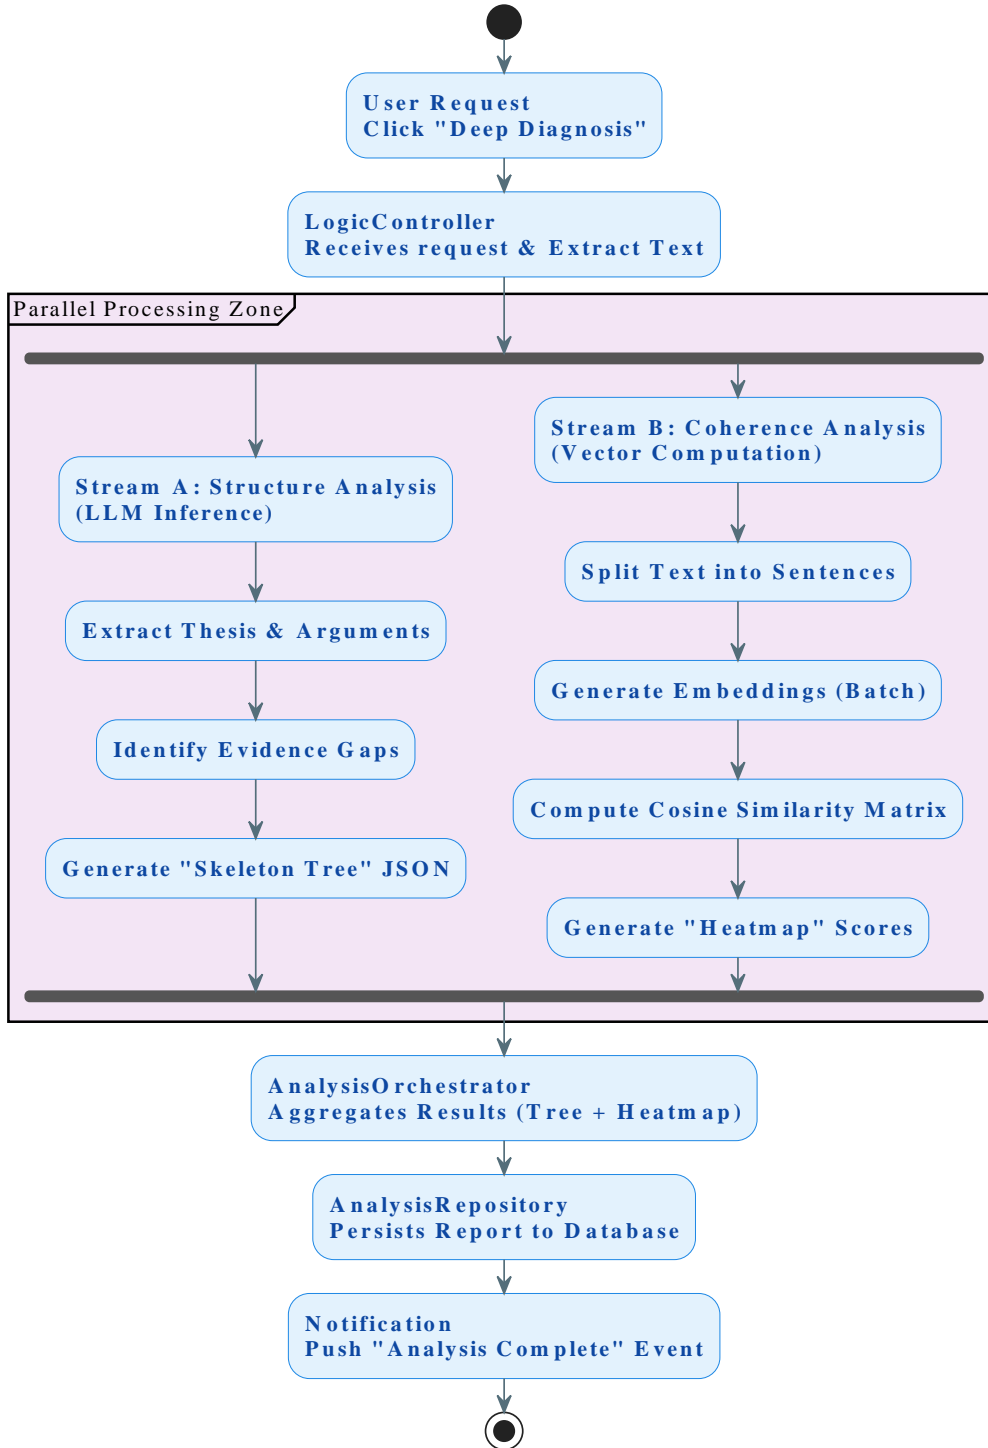 User Request
Click "Deep Diagnosis"
LogicController
Receives request & Extract Text
Parallel Processing Zone
Stream A: Structure Analysis
(LLM Inference)
Extract Thesis & Arguments
Identify Evidence Gaps
Generate "Skeleton Tree" JSON
Stream B: Coherence Analysis
(Vector Computation)
Split Text into Sentences
Generate Embeddings (Batch)
Compute Cosine Similarity Matrix
Generate "Heatmap" Scores
AnalysisOrchestrator
Aggregates Results (Tree + Heatmap)
AnalysisRepository
Persists Report to Database
Notification
Push "Analysis Complete" Event